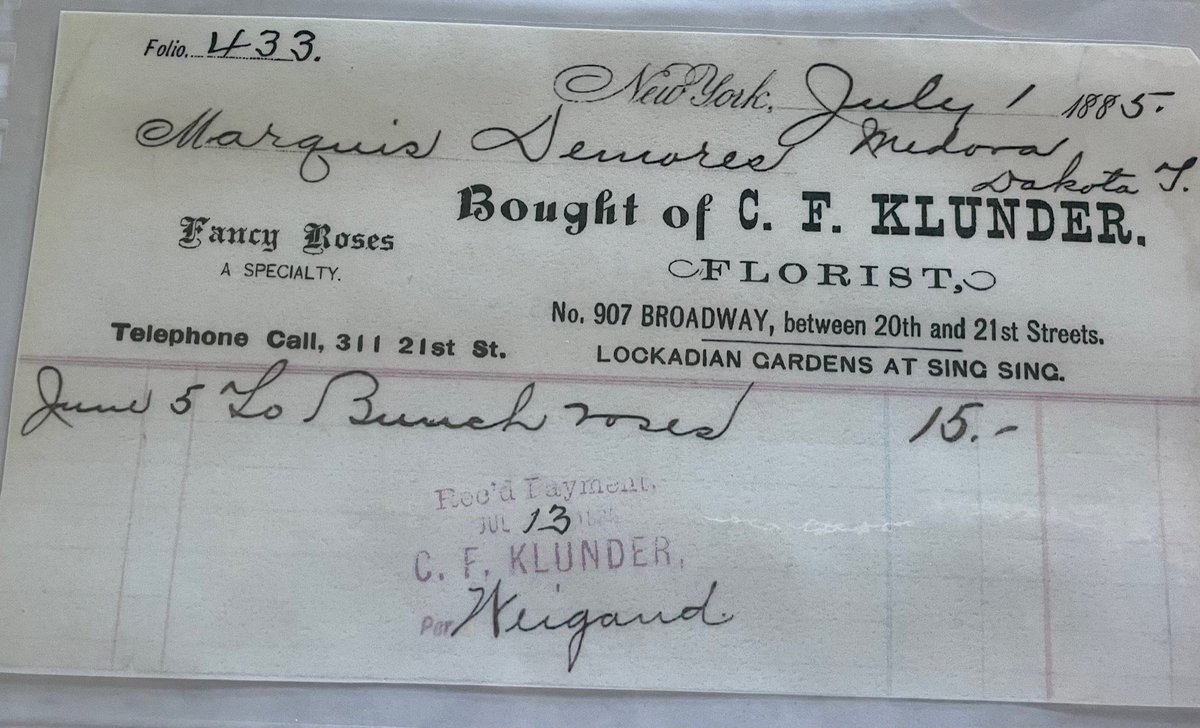 Folio. 433.
New York, July 1 1885.
Marquis Demores Medora
Dakota T.
Bought of C. F. KLUNDER.
Fancy Roses
A SPECIALTY.
FLORIST,
No. 907 BROADWAY, between 20th and 21st Streets.
Telephone Call, 311 21st St.
LOCKADIAN GARDENS AT SING SING.
June 5 To Bunch roses 15.-
Rec'd Payment,
JUL 13
C. F. KLUNDER,
Per Weigand